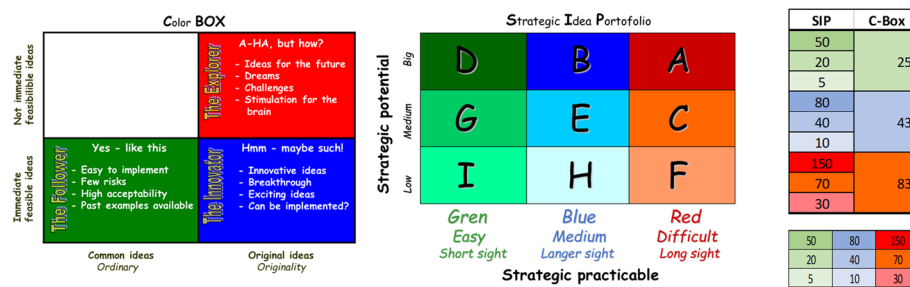 Color BOX
Not immediate
feasibilible ideas
Immediate
feasible ideas
The Explorer
A-HA, but how?
- Ideas for the future
- Dreams
- Challenges
- Stimulation for the
brain
The Follower
Yes - like this
- Easy to implement
- Few risks
- High acceptability
- Past examples available
The Innovator
Hmm - maybe such!
- Innovative ideas
- Breakthrough
- Exciting ideas
- Can be implemented?
Common ideas
Ordinary
Original ideas
Originality
Strategic Idea Portofolio
Strategic potential
Big
Medium
Low
D B A
G E C
I H F
Gren Blue Red
Easy Medium Difficult
Short sight Langer sight Long sight
Strategic practicable
SIP C-Box
50
20 25
5
80
40 43
10
150
70 83
30
50 80 150
20 40 70
5 10 30